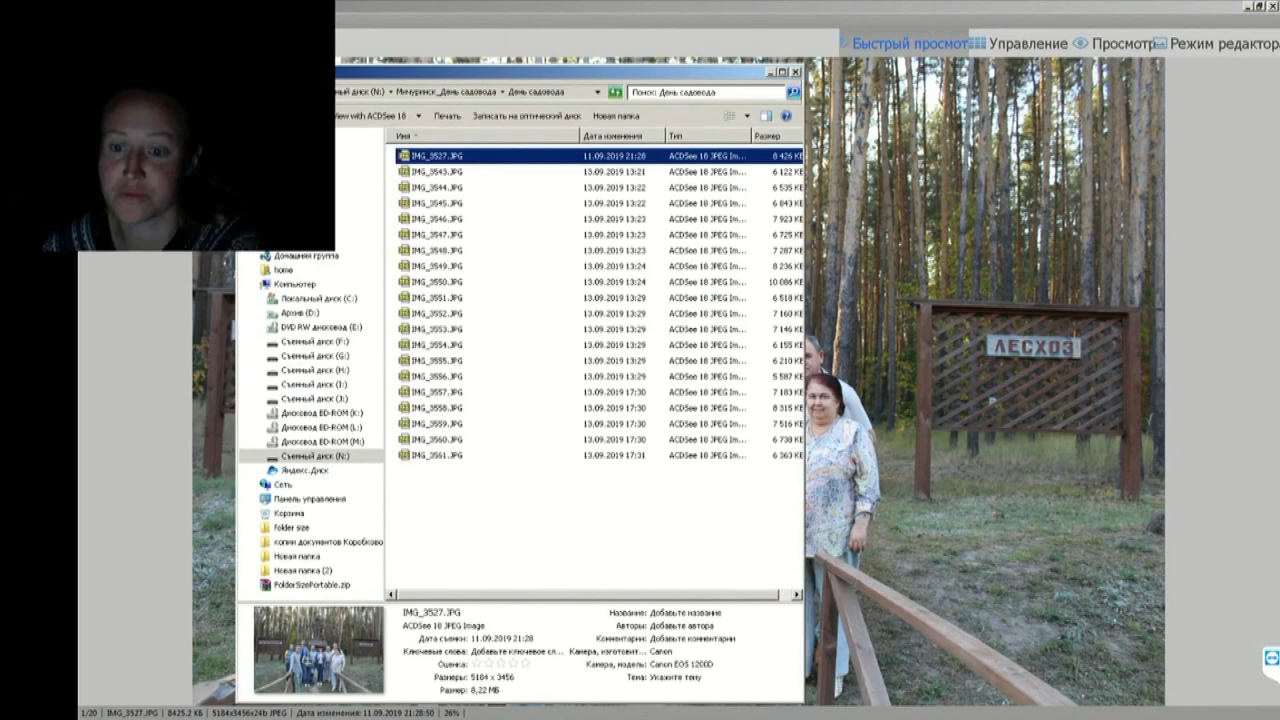 Быстрый просмот Управление Просмотр Режим редактор
ный диск (N:) Мичуринск_День садовода День садовода Поиск: День садовода
View with ACDSee 18 Печать Записать на оптический диск Новая папка
Имя Дата изменения Тип Размер
IMG_3527.JPG 11.09.2019 21:28 ACDSee 18 JPEG Im... 8 426 КБ
IMG_3543.JPG 13.09.2019 13:21 ACDSee 18 JPEG Im... 6 122 КБ
IMG_3544.JPG 13.09.2019 13:22 ACDSee 18 JPEG Im... 6 535 КБ
IMG_3545.JPG 13.09.2019 13:22 ACDSee 18 JPEG Im... 6 843 КБ
IMG_3546.JPG 13.09.2019 13:23 ACDSee 18 JPEG Im... 7 923 КБ
IMG_3547.JPG 13.09.2019 13:23 ACDSee 18 JPEG Im... 6 725 КБ
IMG_3548.JPG 13.09.2019 13:23 ACDSee 18 JPEG Im... 7 287 КБ
IMG_3549.JPG 13.09.2019 13:24 ACDSee 18 JPEG Im... 8 236 КБ
IMG_3550.JPG 13.09.2019 13:24 ACDSee 18 JPEG Im... 10 086 КБ
IMG_3551.JPG 13.09.2019 13:29 ACDSee 18 JPEG Im... 6 518 КБ
IMG_3552.JPG 13.09.2019 13:29 ACDSee 18 JPEG Im... 7 160 КБ
IMG_3553.JPG 13.09.2019 13:29 ACDSee 18 JPEG Im... 7 146 КБ
IMG_3554.JPG 13.09.2019 13:29 ACDSee 18 JPEG Im... 6 155 КБ
IMG_3555.JPG 13.09.2019 13:29 ACDSee 18 JPEG Im... 6 210 КБ
IMG_3556.JPG 13.09.2019 13:29 ACDSee 18 JPEG Im... 5 587 КБ
IMG_3557.JPG 13.09.2019 17:30 ACDSee 18 JPEG Im... 7 183 КБ
IMG_3558.JPG 13.09.2019 17:30 ACDSee 18 JPEG Im... 8 315 КБ
IMG_3559.JPG 13.09.2019 17:30 ACDSee 18 JPEG Im... 7 516 КБ
IMG_3560.JPG 13.09.2019 17:30 ACDSee 18 JPEG Im... 6 738 КБ
IMG_3561.JPG 13.09.2019 17:31 ACDSee 18 JPEG Im... 6 363 КБ
Домашняя группа
home
Компьютер
Локальный диск (C:)
Архив (D:)
DVD RW дисковод (E:)
Съемный диск (F:)
Съемный диск (G:)
Съемный диск (H:)
Съемный диск (I:)
Съемный диск (J:)
Дисковод BD-ROM (K:)
Дисковод BD-ROM (L:)
Дисковод BD-ROM (M:)
Съемный диск (N:)
Яндекс.Диск
Сеть
Панель управления
Корзина
folder size
копии документов Коробково
Новая папка
Новая папка (2)
FolderSizePortable.zip
ЛЕСХОЗ
IMG_3527.JPG
ACDSee 18 JPEG Image
Дата съемки: 11.09.2019 21:28
Ключевые слова: Добавьте ключевое сл...
Оценка:
Размеры: 5184 x 3456
Размер: 8,22 МБ
Название: Добавьте название
Авторы: Добавьте автора
Комментарии: Добавьте комментарии
Камера, изготовит... Canon
Камера, модель: Canon EOS 1200D
Тема: Укажите тему
1/20 IMG_3527.JPG 8425.2 КБ 5184x3456x24b JPEG Дата изменения: 11.09.2019 21:28:50 26%